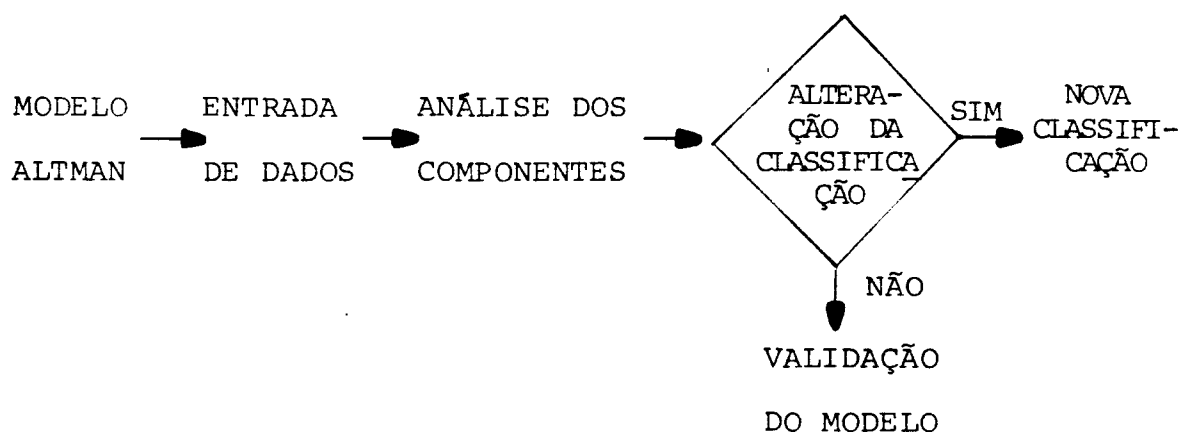 MODELO
ALTMAN
ENTRADA
DE DADOS
ANÁLISE DOS
COMPONENTES
ALTERA-
ÇÃO DA
CLASSIFICA
ÇÃO
SIM
NOVA
CLASSIFI-
CAÇÃO
NÃO
VALIDAÇÃO
DO MODELO